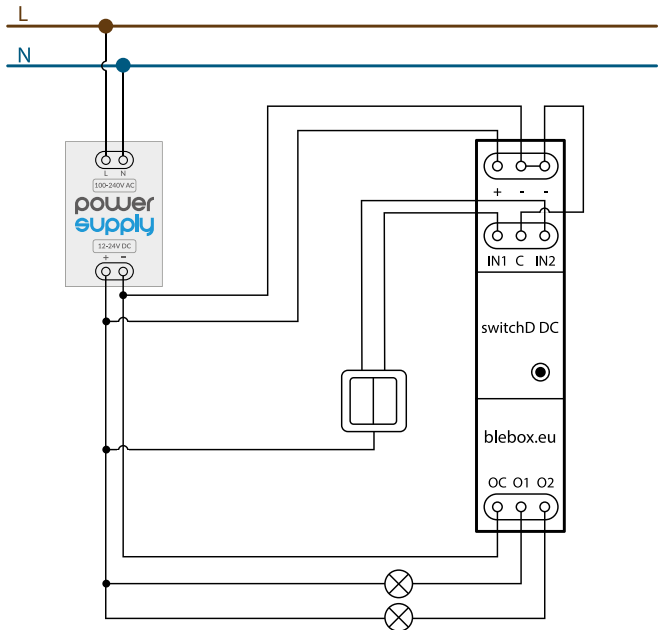 L
N
L N
100-240V AC
power
supply
12-24V DC
+ -
+ - -
IN1 C IN2
switchD DC
blebox.eu
OC O1 O2